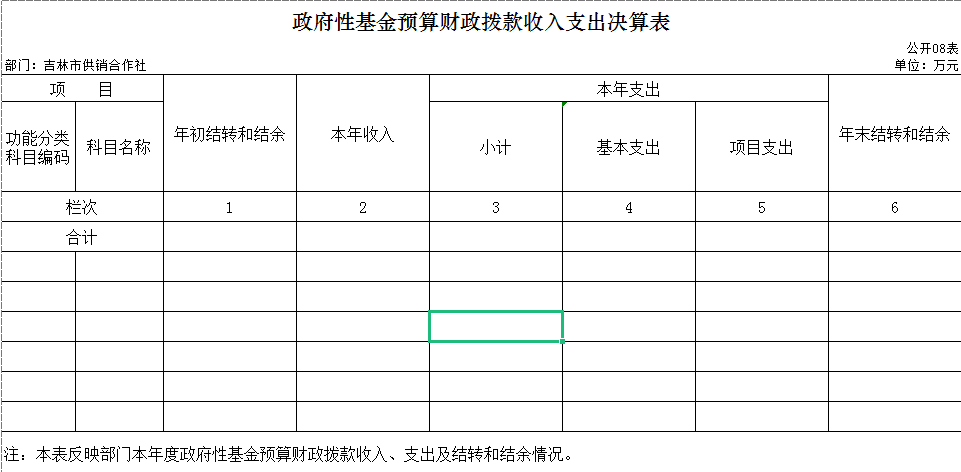 政府性基金预算财政拨款收入支出决算表
公开08表
部门：吉林市供销合作社
单位：万元
项 目
年初结转和结余
本年收入
本年支出
年末结转和结余
功能分类
科目编码
科目名称
小计
基本支出
项目支出
栏次
1
2
3
4
5
6
合计
注：本表反映部门本年度政府性基金预算财政拨款收入、支出及结转和结余情况。